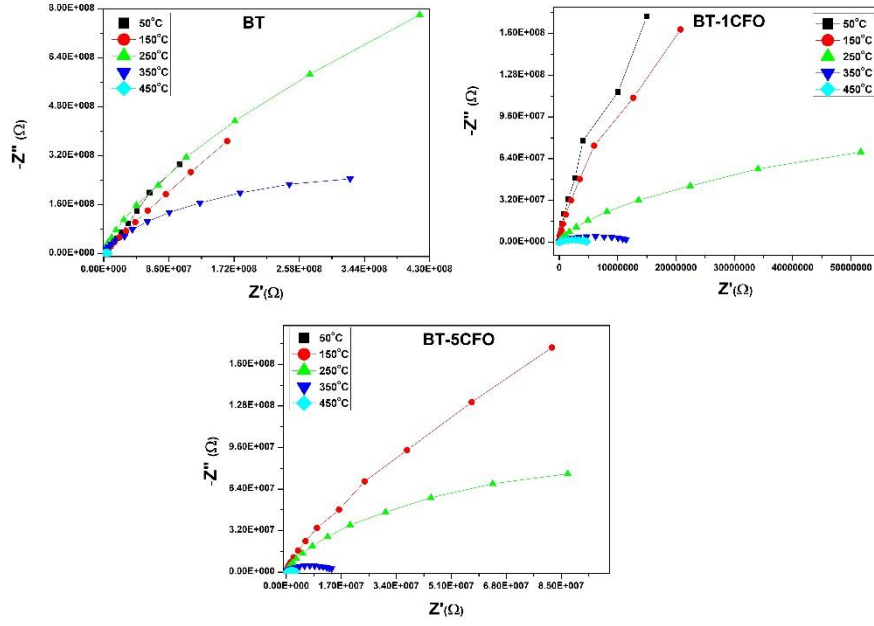 BT
8.00E+008
6.40E+008
4.80E+008
3.20E+008
1.60E+008
0.00E+000
-Z" (Ω)
50°C
150°C
250°C
350°C
450°C
0.00E+000 8.60E+007 1.72E+008 2.58E+008 3.44E+008 4.30E+008
Z'(Ω)
BT-1CFO
1.60E+008
1.28E+008
9.60E+007
6.40E+007
3.20E+007
0.00E+000
-Z" (Ω)
50°C
150°C
250°C
350°C
450°C
0 10000000 20000000 30000000 40000000 50000000
Z'(Ω)
BT-5CFO
1.60E+008
1.28E+008
9.60E+007
6.40E+007
3.20E+007
0.00E+000
-Z" (Ω)
50°C
150°C
250°C
350°C
450°C
0.00E+000 1.70E+007 3.40E+007 5.10E+007 6.80E+007 8.50E+007
Z'(Ω)